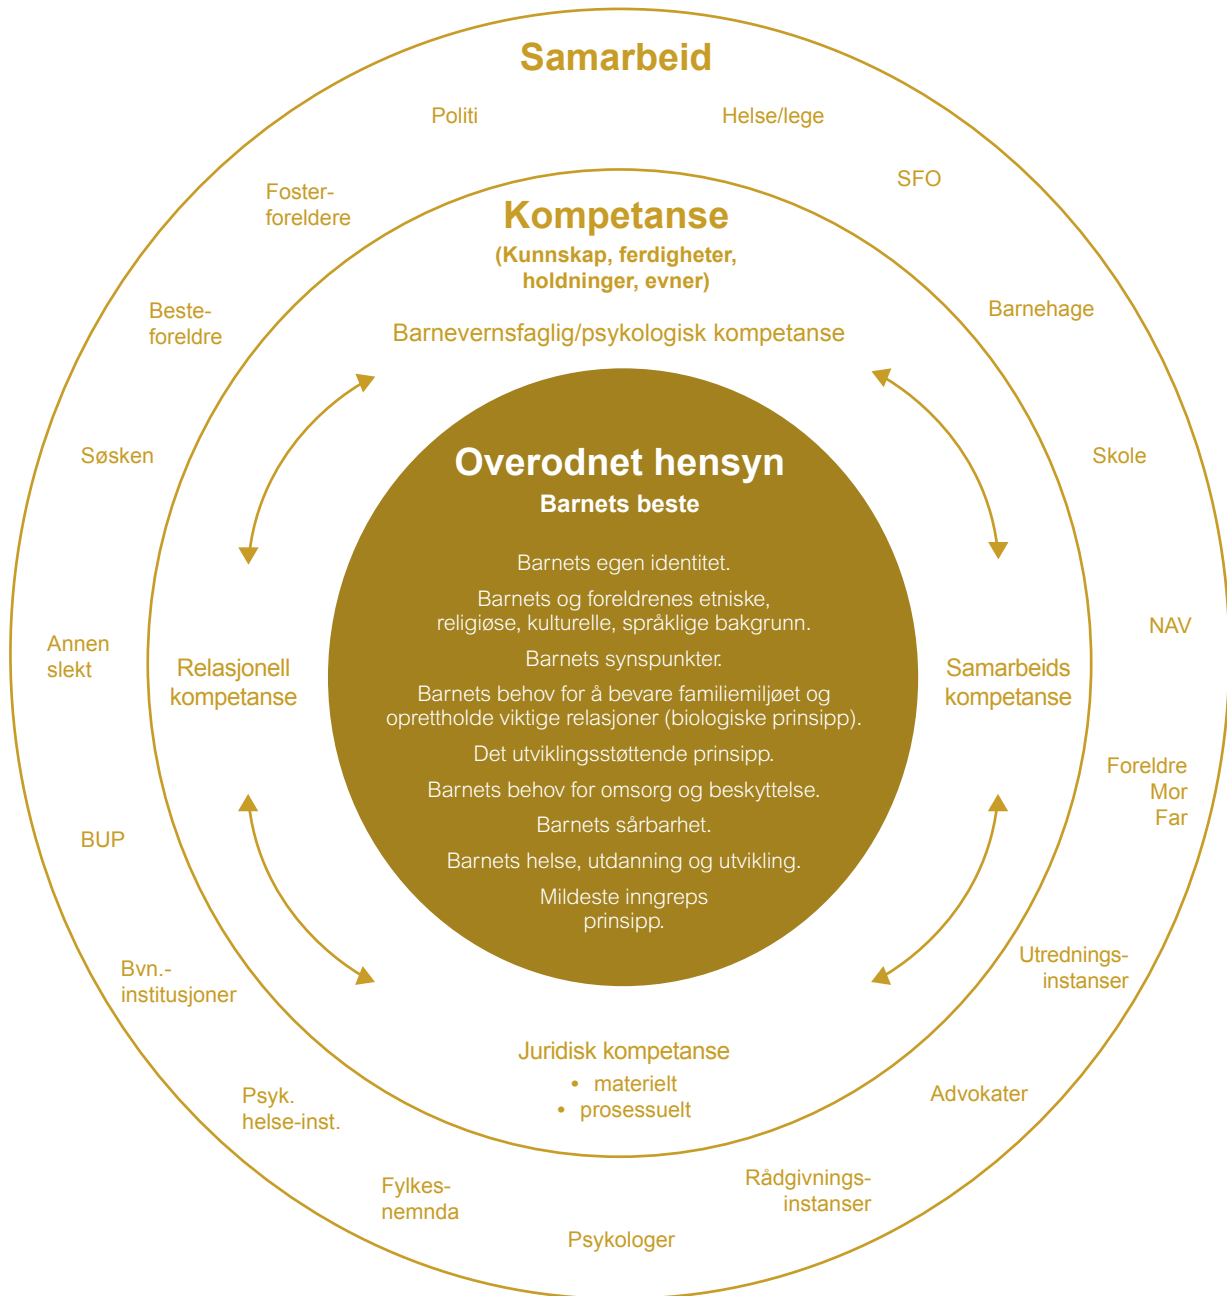 Samarbeid
Politi
Helse/lege
SFO
Foster-
foreldere
Kompetanse
(Kunnskap, ferdigheter,
holdninger, evner)
Barnehage
Beste-
foreldre
Barnevernsfaglig/psykologisk kompetanse
Søsken
Skole
Overodnet hensyn
Barnets beste
Barnets egen identitet.
Barnets og foreldrenes etniske,
religiøse, kulturelle, språklige bakgrunn.
Barnets synspunkter.
Barnets behov for å bevare familiemiljøet og
oprettholde viktige relasjoner (biologiske prinsipp).
Det utviklingsstøttende prinsipp.
Barnets behov for omsorg og beskyttelse.
Barnets sårbarhet.
Barnets helse, utdanning og utvikling.
Mildeste inngreps
prinsipp.
Annen
slekt
Relasjonell
kompetanse
Samarbeids
kompetanse
NAV
Foreldre
Mor
Far
BUP
Bvn.-
institusjoner
Utrednings-
instanser
Juridisk kompetanse
• materielt
• prosessuelt
Psyk.
helse-inst.
Advokater
Fylkes-
nemnda
Rådgivnings-
instanser
Psykologer